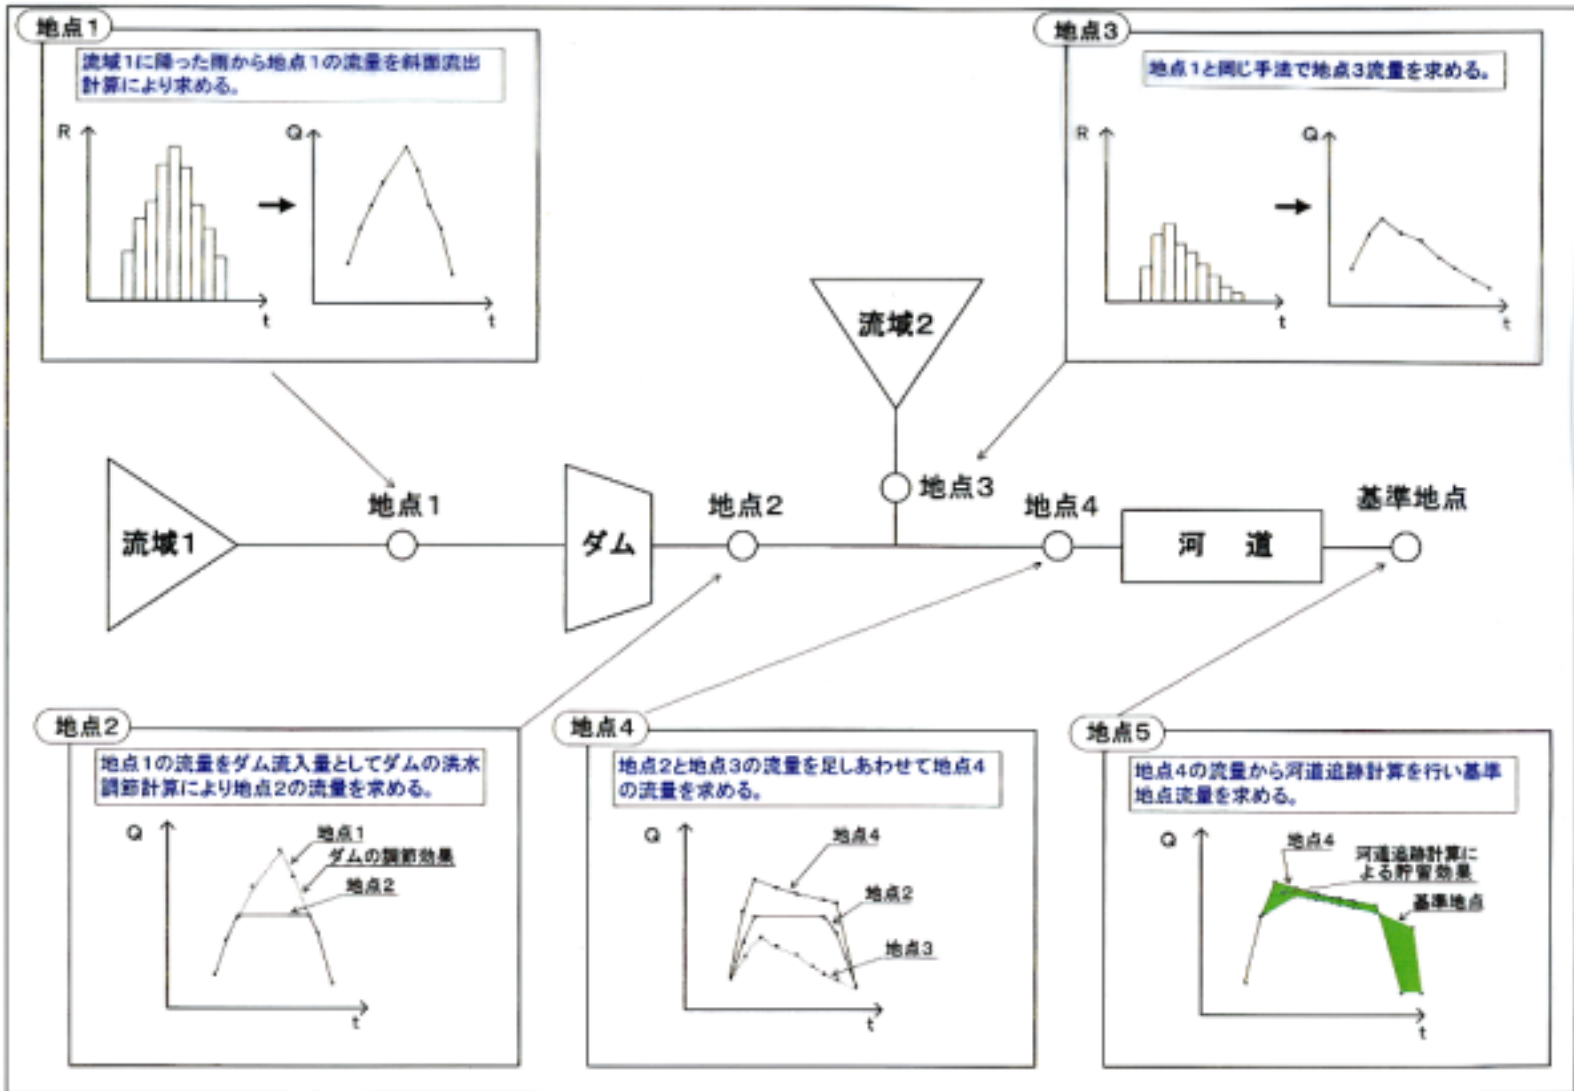 地点1
流域1に降った雨から地点1の流量を斜面流出
計算により求める。
R
Q
t
t
地点3
地点1と同じ手法で地点3流量を求める。
R
Q
t
t
流域2
地点3
流域1
地点1
ダム
地点2
地点4
河 道
基準地点
地点2
地点1の流量をダム流入量としてダムの洪水
調節計算により地点2の流量を求める。
Q
地点1
ダムの調節効果
地点2
t
地点4
地点2と地点3の流量を足しあわせて地点4
の流量を求める。
Q
地点4
地点2
地点3
t
地点5
地点4の流量から河道追跡計算を行い基準
地点流量を求める。
Q
地点4
河道追跡計算に
よる貯留効果
基準地点
t